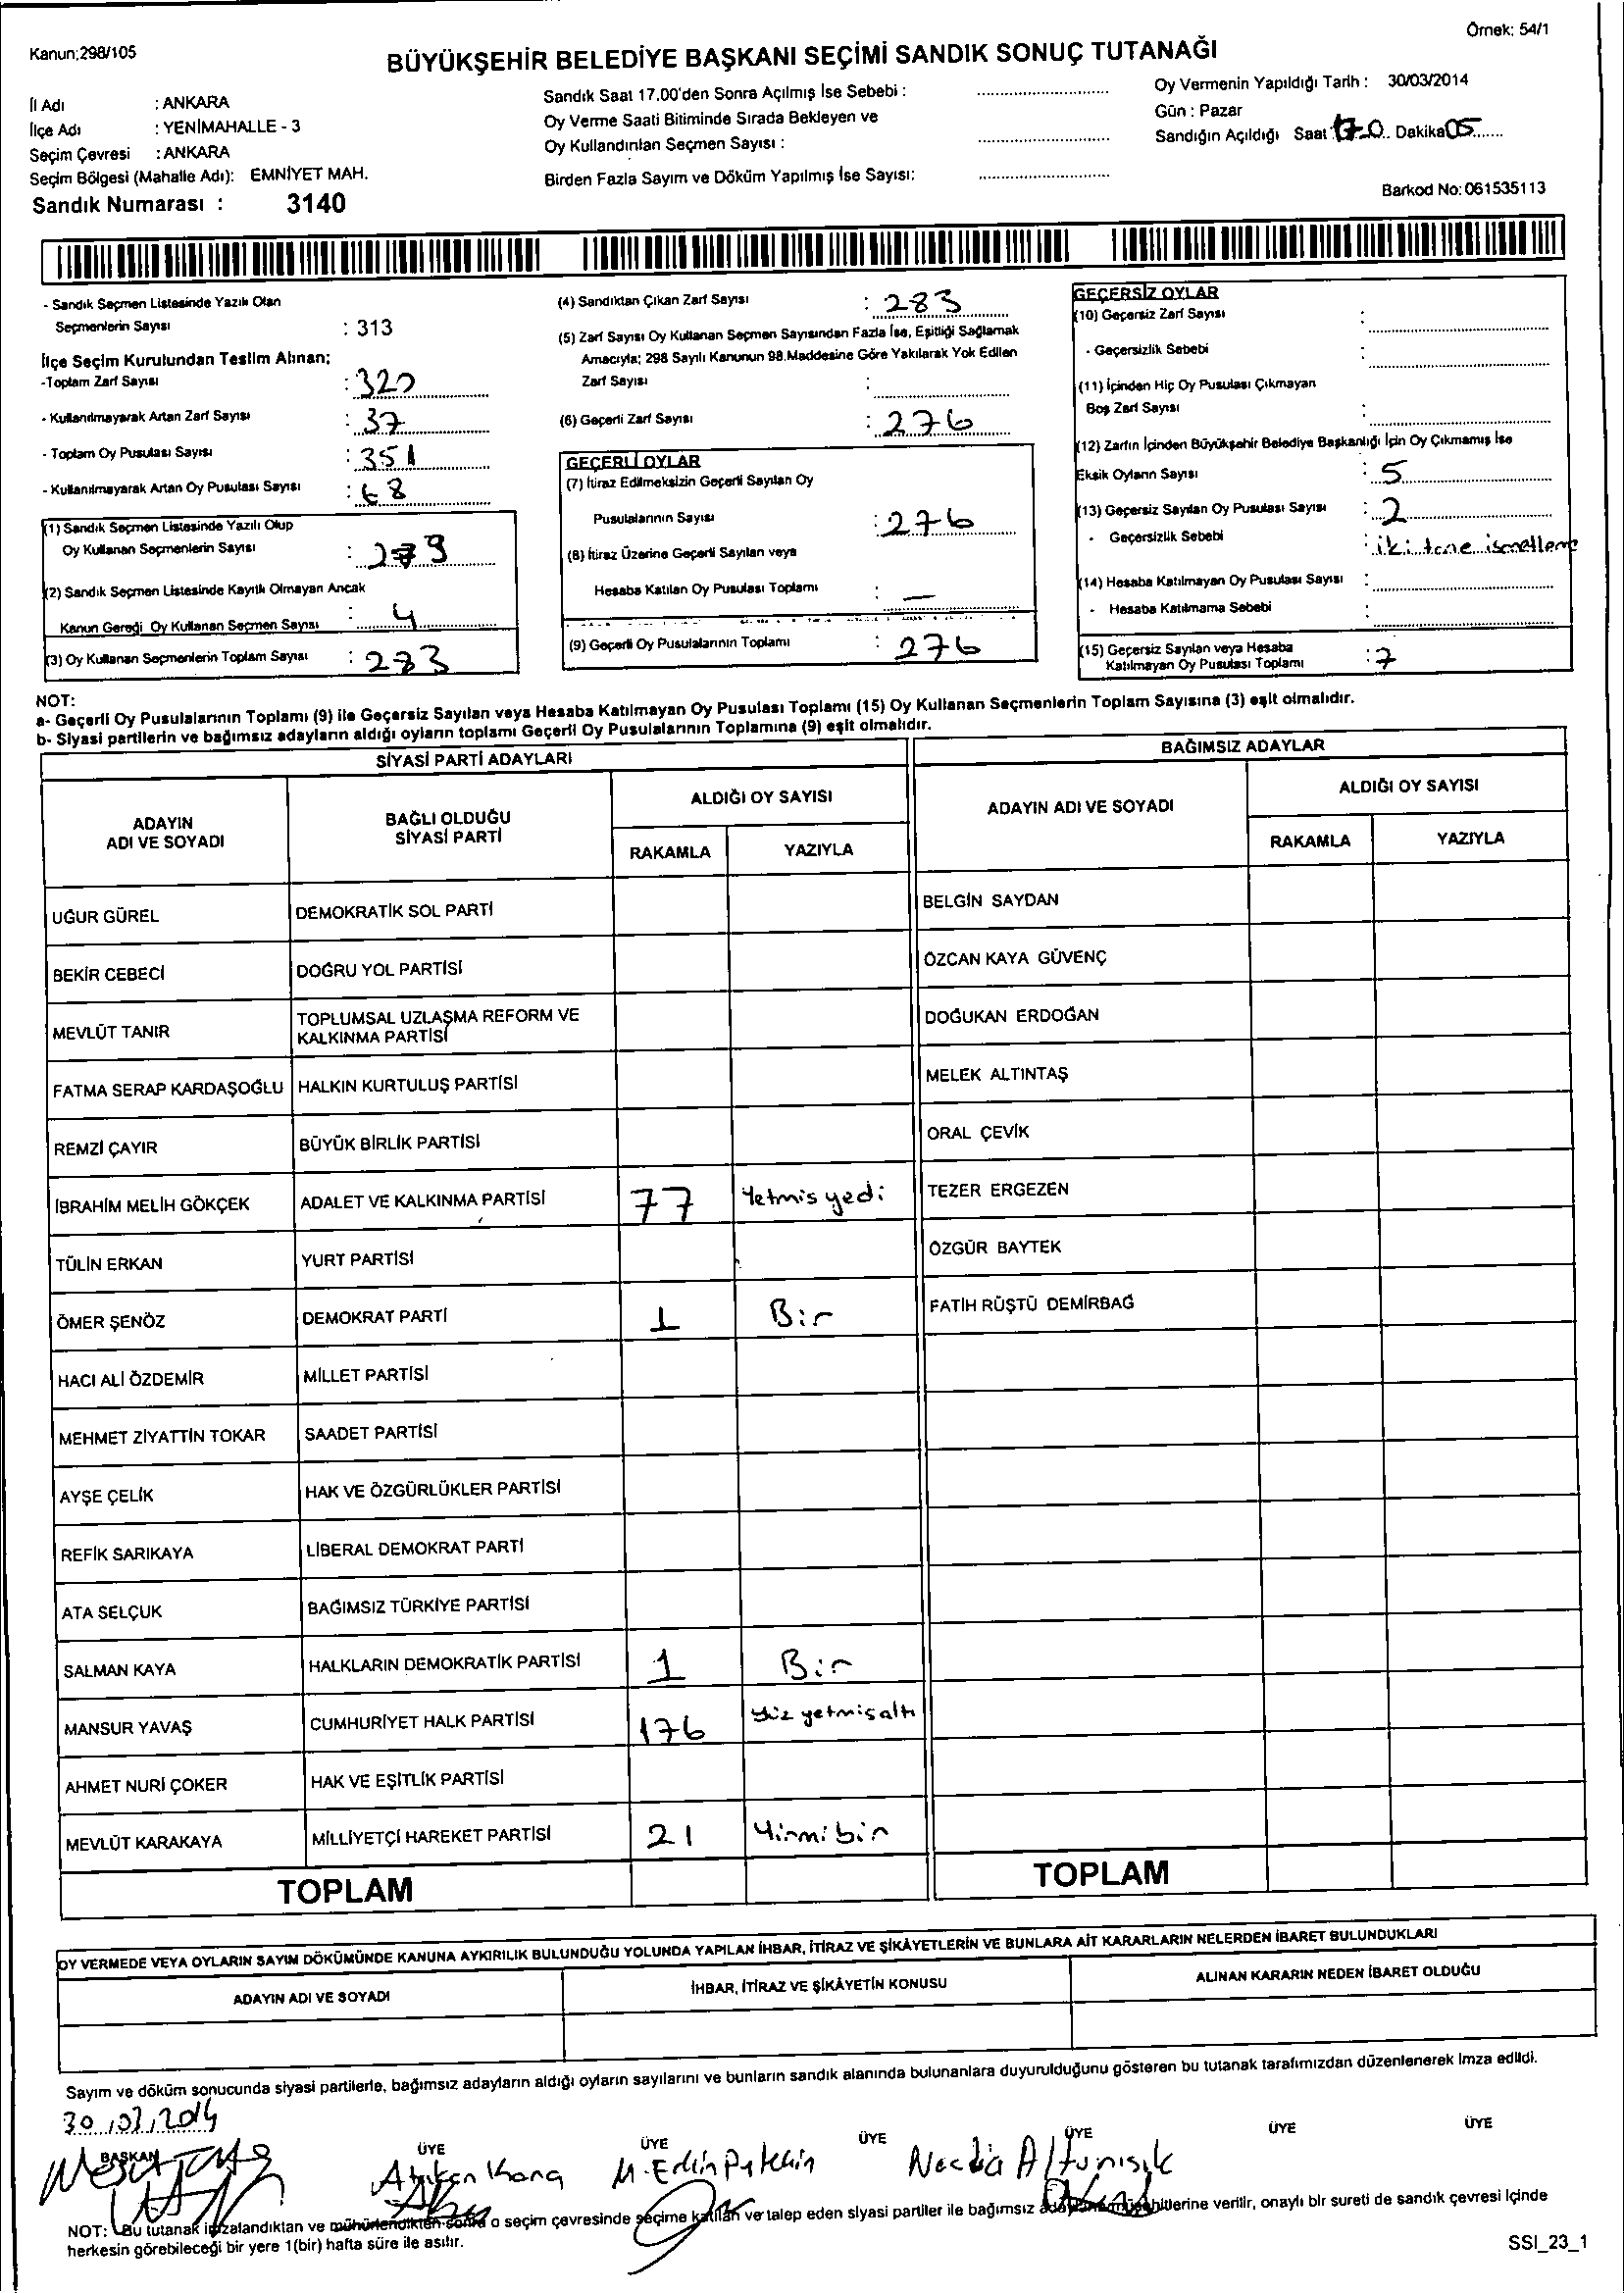 Kanun:298/105
Örnek: 54/1
BÜYÜKŞEHİR BELEDİYE BAŞKANI SEÇİMİ SANDIK SONUÇ TUTANAĞI
İl Adı : ANKARA
İlçe Adı : YENİMAHALLE - 3
Seçim Çevresi : ANKARA
Seçim Bölgesi (Mahalle Adı): EMNİYET MAH.
Sandık Numarası : 3140
Sandık Saat 17.00'den Sonra Açılmış İse Sebebi :
Oy Verme Saati Bitiminde Sırada Bekleyen ve
Oy Kullandırılan Seçmen Sayısı :
Birden Fazla Sayım ve Döküm Yapılmış İse Sayısı:
Oy Vermenin Yapıldığı Tarih : 30/03/2014
Gün : Pazar
Sandığın Açıldığı Saat Dakika 05
Barkod No: 061535113
- Sandık Seçmen Listesinde Yazılı Olan
Seçmenlerin Sayısı : 313
İlçe Seçim Kurulundan Teslim Alınan;
-Toplam Zarf Sayısı : 320
- Kullanılmayarak Artan Zarf Sayısı : 37
- Toplam Oy Pusulası Sayısı : 351
- Kullanılmayarak Artan Oy Pusulası Sayısı : 68
(1) Sandık Seçmen Listesinde Yazılı Olup
Oy Kullanan Seçmenlerin Sayısı : 279
(2) Sandık Seçmen Listesinde Kayıtlı Olmayan Ancak
Kanun Gereği Oy Kullanan Seçmen Sayısı : 4
(3) Oy Kullanan Seçmenlerin Toplam Sayısı : 283
(4) Sandıktan Çıkan Zarf Sayısı : 283
(5) Zarf Sayısı Oy Kullanan Seçmen Sayısından Fazla İse, Eşitliği Sağlamak
Amacıyla; 298 Sayılı Kanunun 98.Maddesine Göre Yakılarak Yok Edilen
Zarf Sayısı :
(6) Geçerli Zarf Sayısı : 276
GEÇERLİ OYLAR
(7) İtiraz Edilmeksizin Geçerli Sayılan Oy
Pusulalarının Sayısı : 276
(8) İtiraz Üzerine Geçerli Sayılan veya
Hesaba Katılan Oy Pusulası Toplamı : —
(9) Geçerli Oy Pusulalarının Toplamı : 276
GEÇERSİZ OYLAR
(10) Geçersiz Zarf Sayısı :
- Geçersizlik Sebebi :
(11) İçinden Hiç Oy Pusulası Çıkmayan
Boş Zarf Sayısı :
(12) Zarfın İçinden Büyükşehir Belediye Başkanlığı İçin Oy Çıkmamış İse
Eksik Oyların Sayısı : 5
(13) Geçersiz Sayılan Oy Pusulası Sayısı : 2
- Geçersizlik Sebebi : iki tane
(14) Hesaba Katılmayan Oy Pusulası Sayısı :
- Hesaba Katılmama Sebebi :
(15) Geçersiz Sayılan veya Hesaba
Katılmayan Oy Pusulası Toplamı : 7
NOT:
a- Geçerli Oy Pusulalarının Toplamı (9) ile Geçersiz Sayılan veya Hesaba Katılmayan Oy Pusulası Toplamı (15) Oy Kullanan Seçmenlerin Toplam Sayısına (3) eşit olmalıdır.
b- Siyasi partilerin ve bağımsız adayların aldığı oyların toplamı Geçerli Oy Pusulalarının Toplamına (9) eşit olmalıdır.
SİYASİ PARTİ ADAYLARI
ADAYIN
ADI VE SOYADI
BAĞLI OLDUĞU
SİYASİ PARTİ
ALDIĞI OY SAYISI
RAKAMLA YAZIYLA
UĞUR GÜREL DEMOKRATİK SOL PARTİ
BEKİR CEBECİ DOĞRU YOL PARTİSİ
MEVLÜT TANIR TOPLUMSAL UZLAŞMA REFORM VE
KALKINMA PARTİSİ
FATMA SERAP KARDAŞOĞLU HALKIN KURTULUŞ PARTİSİ
REMZİ ÇAYIR BÜYÜK BİRLİK PARTİSİ
İBRAHİM MELİH GÖKÇEK ADALET VE KALKINMA PARTİSİ 77 Yetmis yedi
TÜLİN ERKAN YURT PARTİSİ
ÖMER ŞENÖZ DEMOKRAT PARTİ 1 Bir
HACI ALİ ÖZDEMİR MİLLET PARTİSİ
MEHMET ZİYATTİN TOKAR SAADET PARTİSİ
AYŞE ÇELİK HAK VE ÖZGÜRLÜKLER PARTİSİ
REFİK SARIKAYA LİBERAL DEMOKRAT PARTİ
ATA SELÇUK BAĞIMSIZ TÜRKİYE PARTİSİ
SALMAN KAYA HALKLARIN DEMOKRATİK PARTİSİ 1 Bir
MANSUR YAVAŞ CUMHURİYET HALK PARTİSİ 176 Yüz yetmişaltı
AHMET NURİ ÇOKER HAK VE EŞİTLİK PARTİSİ
MEVLÜT KARAKAYA MİLLİYETÇİ HAREKET PARTİSİ 21 Yirmibir
TOPLAM
BAĞIMSIZ ADAYLAR
ADAYIN ADI VE SOYADI
ALDIĞI OY SAYISI
RAKAMLA YAZIYLA
BELGİN SAYDAN
ÖZCAN KAYA GÜVENÇ
DOĞUKAN ERDOĞAN
MELEK ALTINTAŞ
ORAL ÇEVİK
TEZER ERGEZEN
ÖZGÜR BAYTEK
FATİH RÜŞTÜ DEMİRBAĞ
TOPLAM
OY VERMEDE VEYA OYLARIN SAYIM DÖKÜMÜNDE KANUNA AYKIRILIK BULUNDUĞU YOLUNDA YAPILAN İHBAR, İTİRAZ VE ŞİKÂYETLERİN VE BUNLARA AİT KARARLARIN NELERDEN İBARET BULUNDUKLARI
ADAYIN ADI VE SOYADI
İHBAR, İTİRAZ VE ŞİKÂYETİN KONUSU
ALINAN KARARIN NEDEN İBARET OLDUĞU
Sayım ve döküm sonucunda siyasi partilerle, bağımsız adayların aldığı oyların sayılarını ve bunların sandık alanında bulunanlara duyurulduğunu gösteren bu tutanak tarafımızdan düzenlenerek imza edildi.
30/03/2014
BAŞKAN ÜYE ÜYE ÜYE ÜYE ÜYE ÜYE
NOT: Bu tutanak imzalandıktan ve mühürlendikten sonra o seçim çevresinde seçime katılan ve talep eden siyasi partiler ile bağımsız adayların müşahitlerine verilir, onaylı bir sureti de sandık çevresi içinde
herkesin görebileceği bir yere 1(bir) hafta süre ile asılır.
SSI_23_1